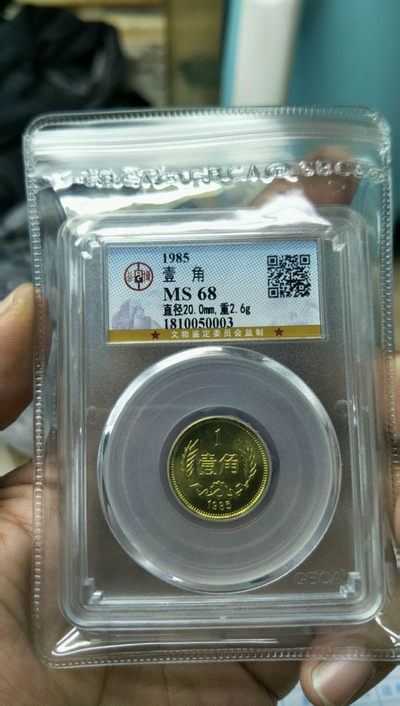 1985
壹 角
MS 68
直径20.0mm,重2.6g
1810050003
文物鉴定委员会监制
1
壹角
1985
GBCA